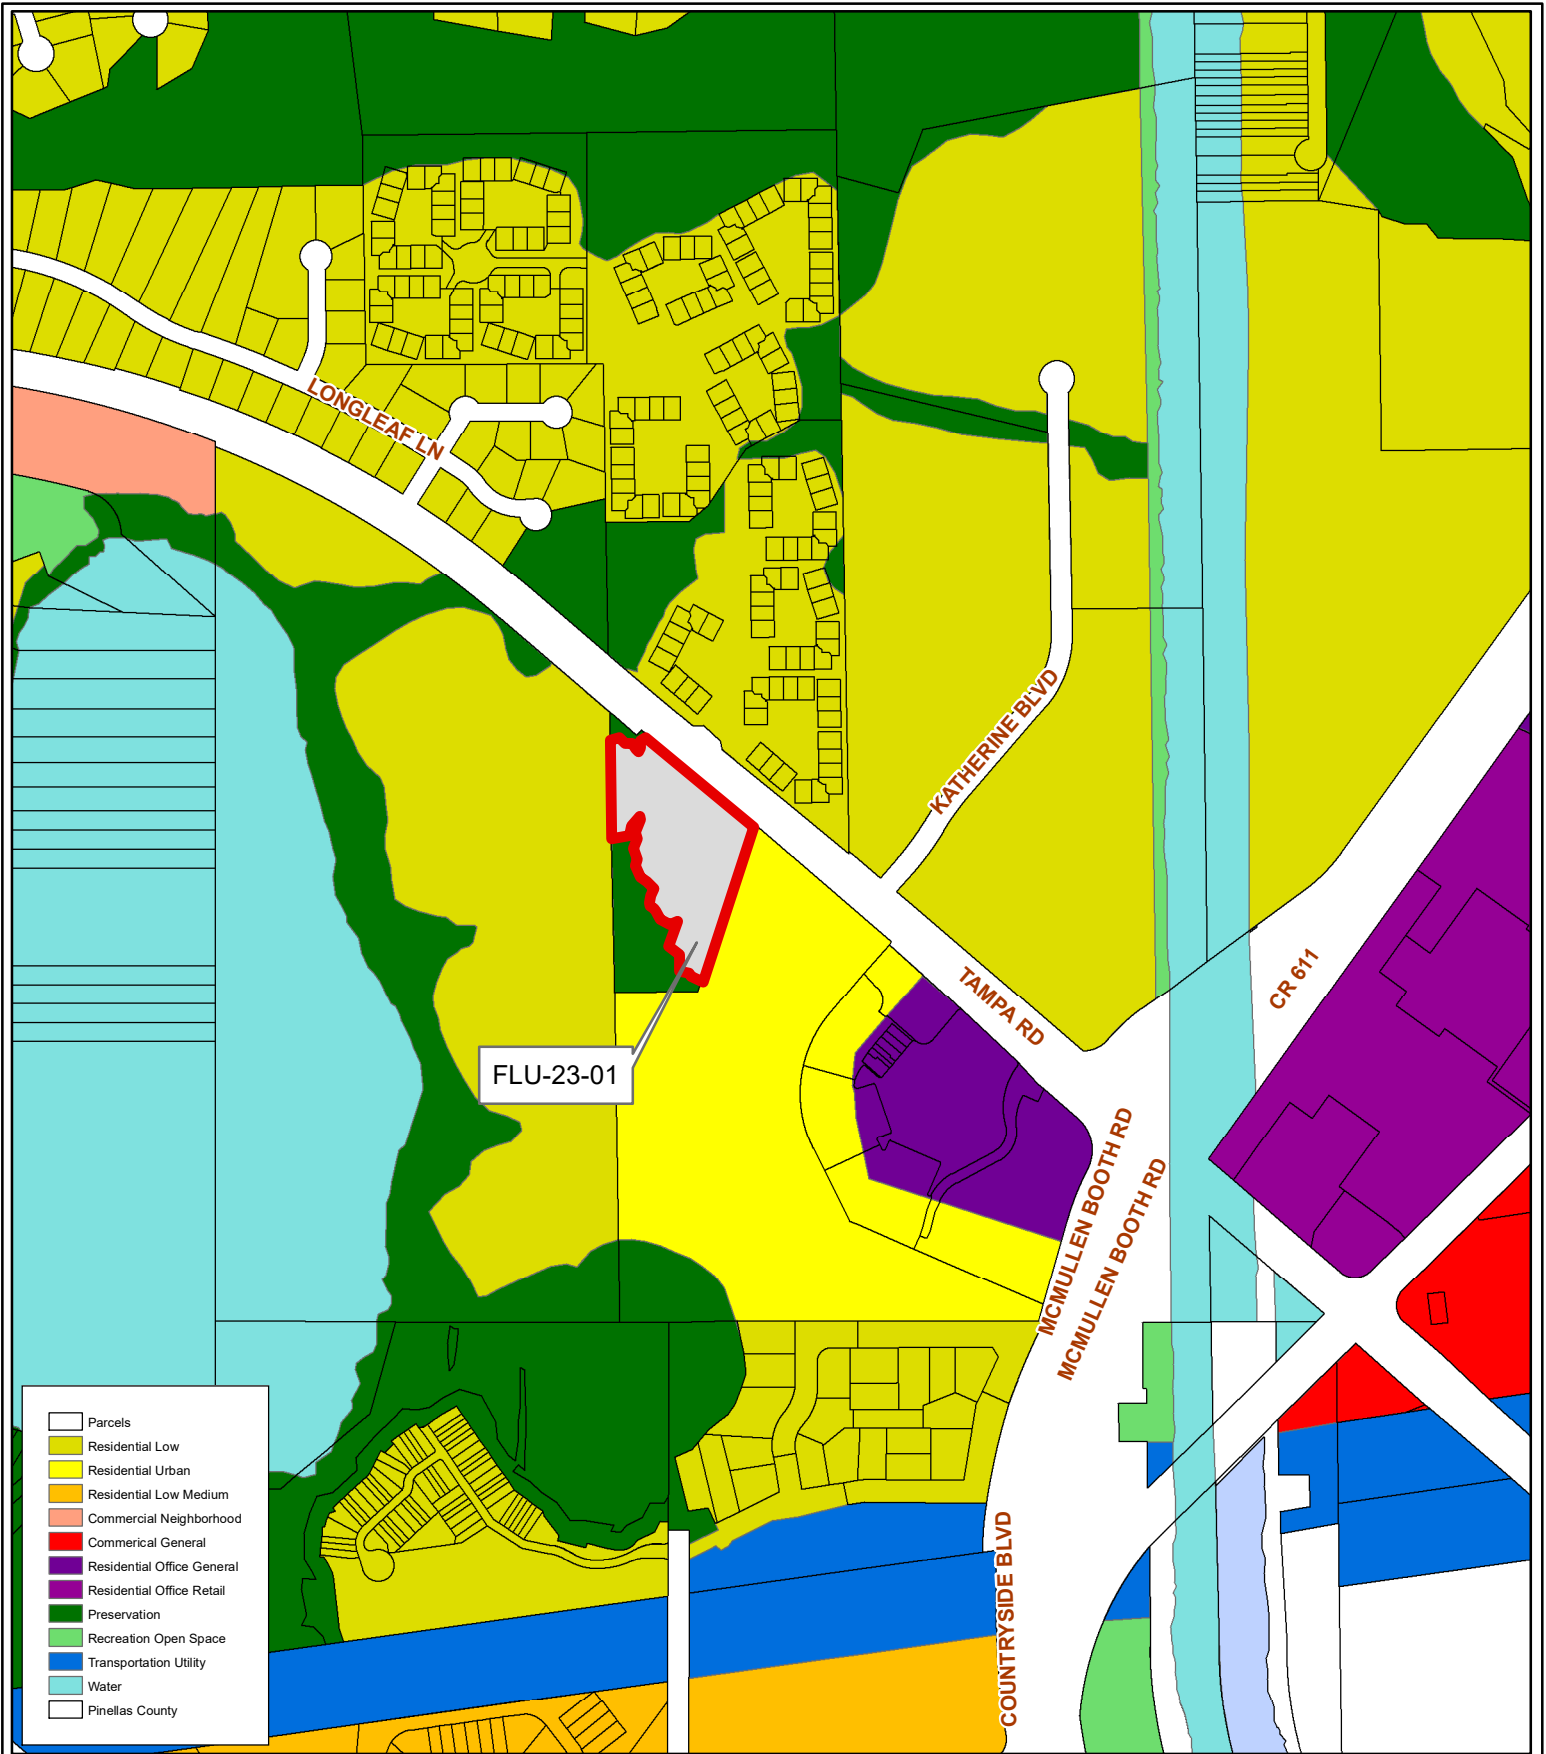 LONGLEAF LN
KATHERINE BLVD
TAMPA RD
CR 611
FLU-23-01
MCMULLEN BOOTH RD
MCMULLEN BOOTH RD
COUNTRYSIDE BLVD
Parcels
Residential Low
Residential Urban
Residential Low Medium
Commercial Neighborhood
Commerical General
Residential Office General
Residential Office Retail
Preservation
Recreation Open Space
Transportation Utility
Water
Pinellas County